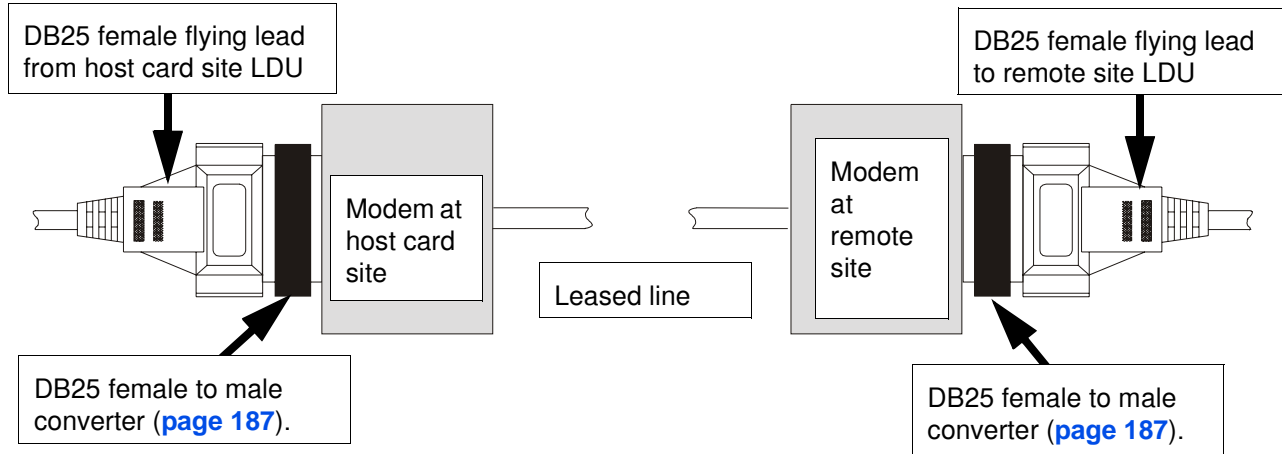 DB25 female flying lead
from host card site LDU
DB25 female flying lead
to remote site LDU
Modem at
host card
site
Modem
at
remote
site
Leased line
DB25 female to male
converter (page 187).
DB25 female to male
converter (page 187).